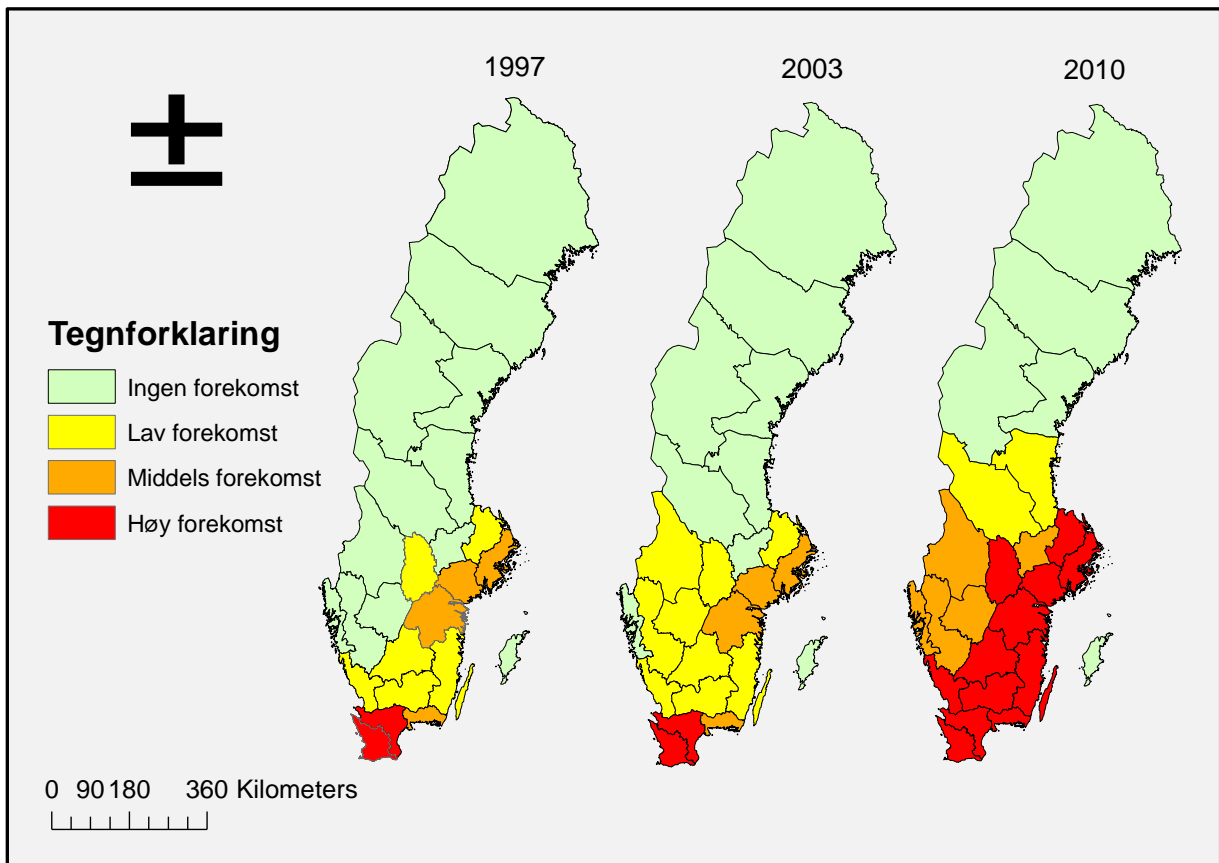 1997
2003
2010
±
Tegnforklaring
Ingen forekomst
Lav forekomst
Middels forekomst
Høy forekomst
0 90 180 360 Kilometers